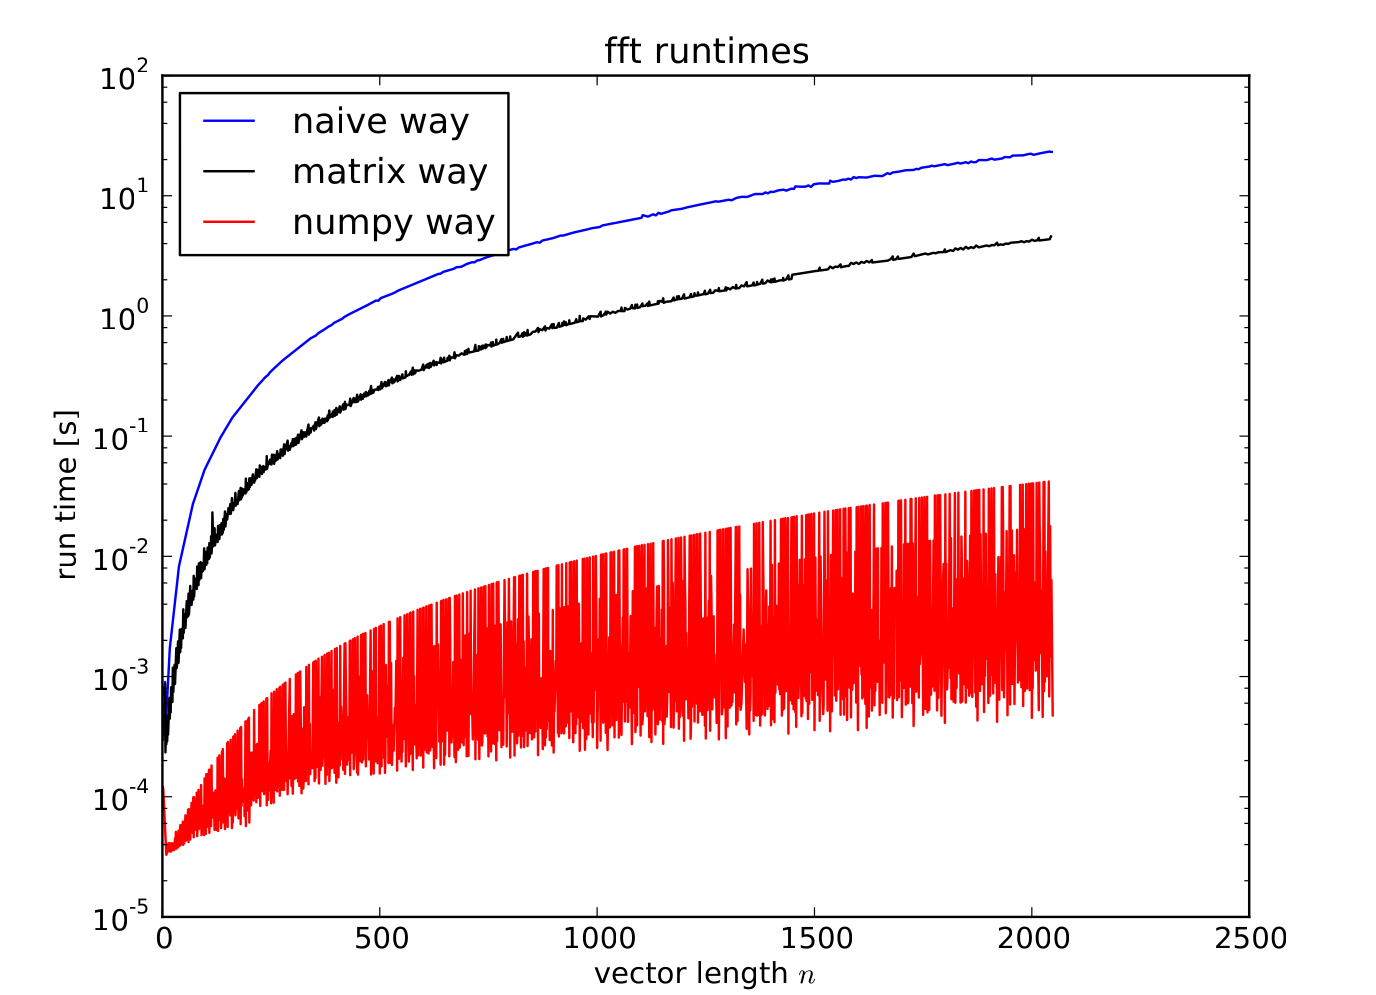 fft runtimes
10^2
10^1
10^0
10^-1
10^-2
10^-3
10^-4
10^-5
run time [s]
naive way
matrix way
numpy way
0 500 1000 1500 2000 2500
vector length n